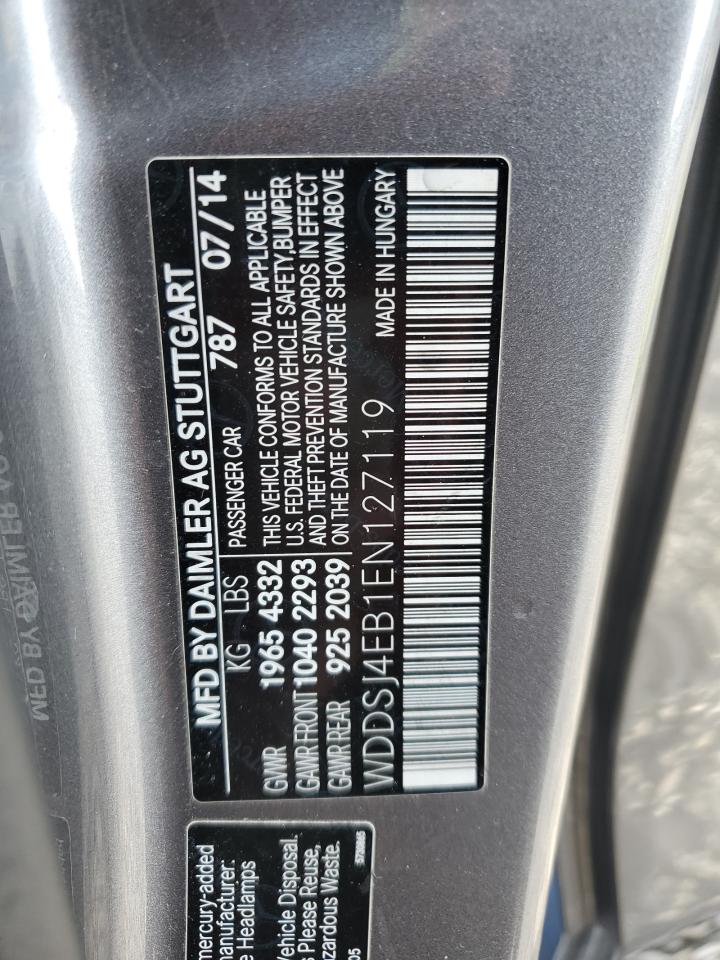 MFD BY DAIMLER AG STUTTGART
787 07/14
KG LBS PASSENGER CAR
GVWR 1965 4332 THIS VEHICLE CONFORMS TO ALL APPLICABLE
GAWR FRONT 1040 2293 U.S. FEDERAL MOTOR VEHICLE SAFETY, BUMPER
GAWR REAR 925 2039 AND THEFT PREVENTION STANDARDS IN EFFECT
ON THE DATE OF MANUFACTURE SHOWN ABOVE
WDDSJ4EB1EN127119 MADE IN HUNGARY
mercury-added
Headlamps
Vehicle Disposal.
Please Reuse,
Waste.